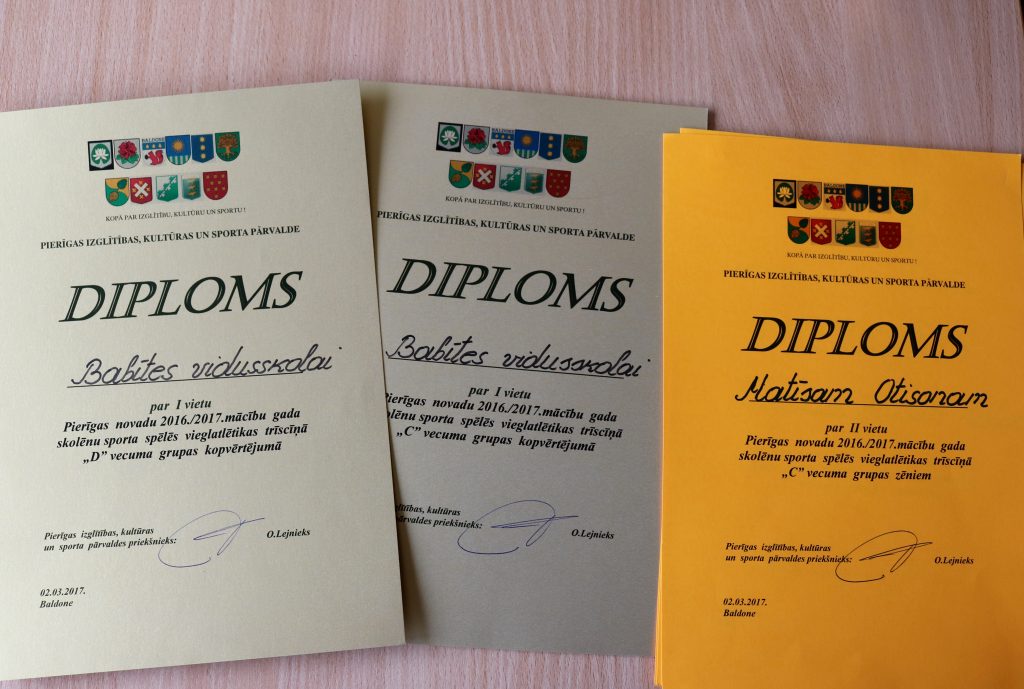 BALDONE
KOPĀ PAR IZGLĪTĪBU, KULTŪRU UN SPORTU !
PIERĪGAS IZGLĪTĪBAS, KULTŪRAS UN SPORTA PĀRVALDE
DIPLOMS
Babītes vidusskolai
par I vietu
Pierīgas novadu 2016./2017.mācību gada
skolēnu sporta spēlēs vieglatlētikas trīscīņā
„D” vecuma grupas kopvērtējumā
Pierīgas izglītības, kultūras
un sporta pārvaldes priekšnieks:
O.Lejnieks
02.03.2017.
Baldone
BALDONE
KOPĀ PAR IZGLĪTĪBU, KULTŪRU UN SPORTU !
PIERĪGAS IZGLĪTĪBAS, KULTŪRAS UN SPORTA PĀRVALDE
DIPLOMS
Babītes vidusskolai
par I vietu
Pierīgas novadu 2016./2017.mācību gada
skolēnu sporta spēlēs vieglatlētikas trīscīņā
„C” vecuma grupas kopvērtējumā
izglītības, kultūras
pārvaldes priekšnieks:
O.Lejnieks
BALDONE
KOPĀ PAR IZGLĪTĪBU, KULTŪRU UN SPORTU !
PIERĪGAS IZGLĪTĪBAS, KULTŪRAS UN SPORTA PĀRVALDE
DIPLOMS
Matīsam Otisonam
par II vietu
Pierīgas novadu 2016./2017.mācību gada
skolēnu sporta spēlēs vieglatlētikas trīscīņā
„C” vecuma grupas zēniem
Pierīgas izglītības, kultūras
un sporta pārvaldes priekšnieks:
O.Lejnieks
02.03.2017.
Baldone